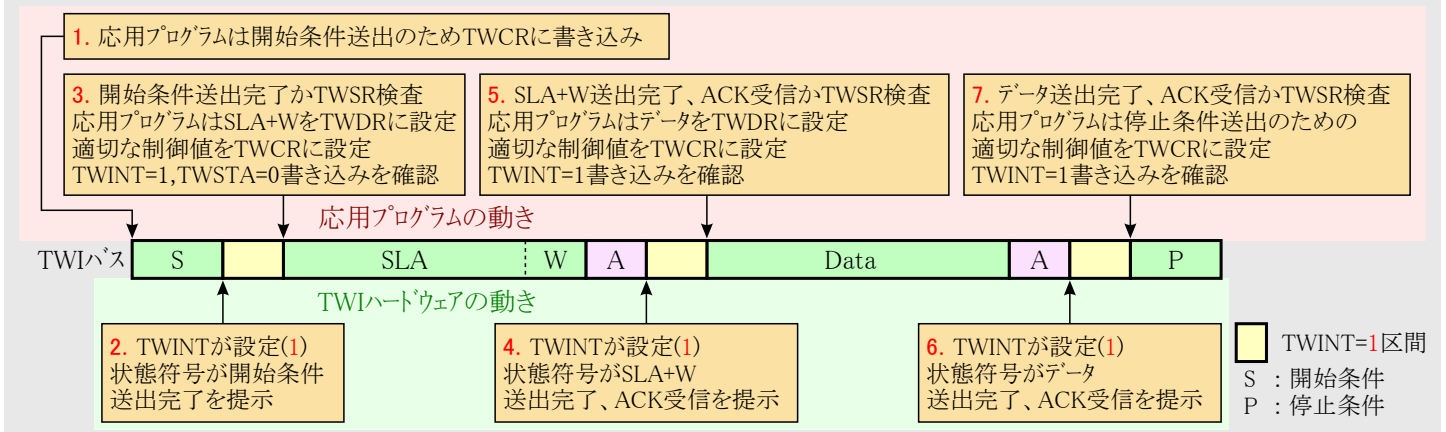 1. 応用プログラムは開始条件送出のためTWCRに書き込み
3. 開始条件送出完了かTWSR検査
応用プログラムはSLA+WをTWDRに設定
適切な制御値をTWCRに設定
TWINT=1,TWSTA=0書き込みを確認
5. SLA+W送出完了、ACK受信かTWSR検査
応用プログラムはデータをTWDRに設定
適切な制御値をTWCRに設定
TWINT=1書き込みを確認
7. データ送出完了、ACK受信かTWSR検査
応用プログラムは停止条件送出のための
適切な制御値をTWCRに設定
TWINT=1書き込みを確認
応用プログラムの動き
TWIバス S SLA W A Data A P
TWIハードウェアの動き
2. TWINTが設定(1)
状態符号が開始条件
送出完了を提示
4. TWINTが設定(1)
状態符号がSLA+W
送出完了、ACK受信を提示
6. TWINTが設定(1)
状態符号がデータ
送出完了、ACK受信を提示
TWINT=1区間
S : 開始条件
P : 停止条件